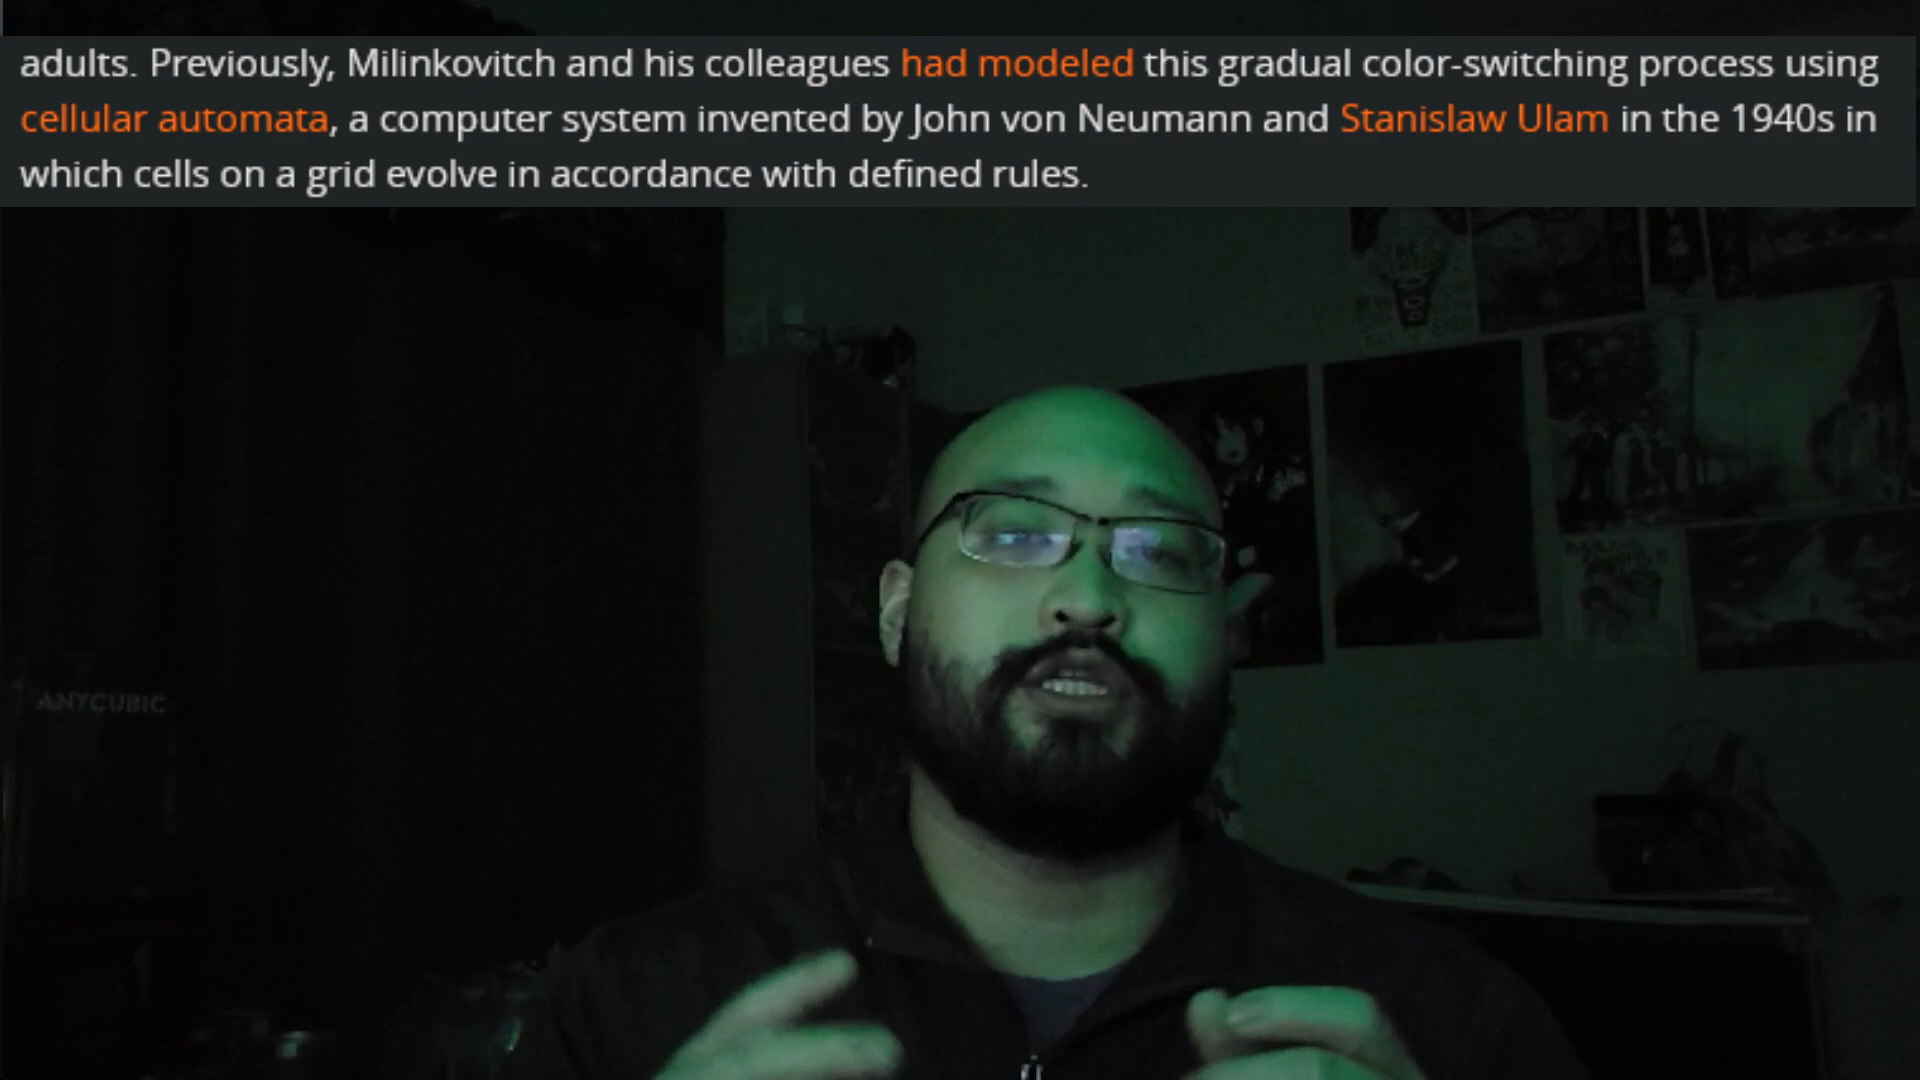 adults. Previously, Milinkovitch and his colleagues had modeled this gradual color-switching process using
cellular automata, a computer system invented by John von Neumann and Stanislaw Ulam in the 1940s in
which cells on a grid evolve in accordance with defined rules.
ANYCUBIC